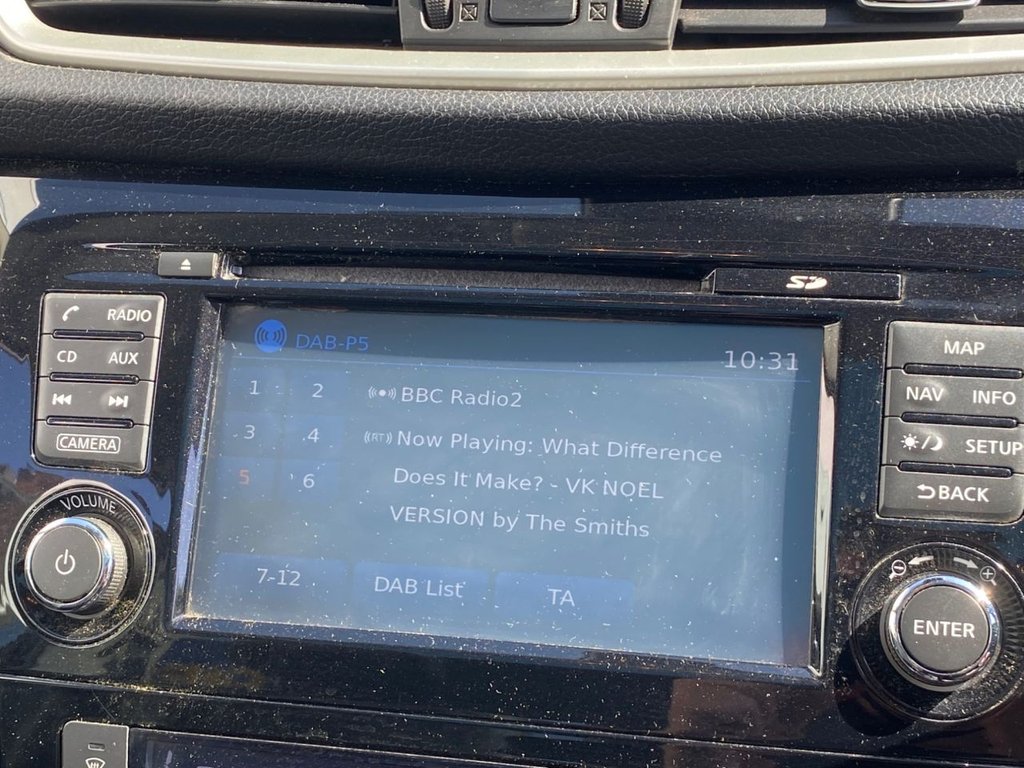 SD
RADIO
CD AUX
CAMERA
VOLUME
DAB-P5
10:31
1 2
BBC Radio2
3 4
(RT) Now Playing: What Difference
5 6
Does It Make? - VK NOEL
VERSION by The Smiths
7-12 DAB List TA
MAP
NAV INFO
SETUP
BACK
ENTER